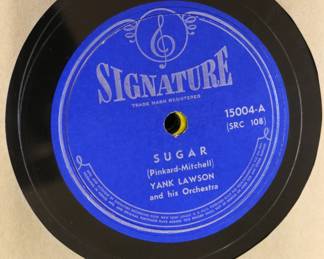 SIGNATURE
TRADE MARK REGISTERED
15004-A
(SRC 108)
SUGAR
(Pinkard-Mitchell)
YANK LAWSON
and his Orchestra